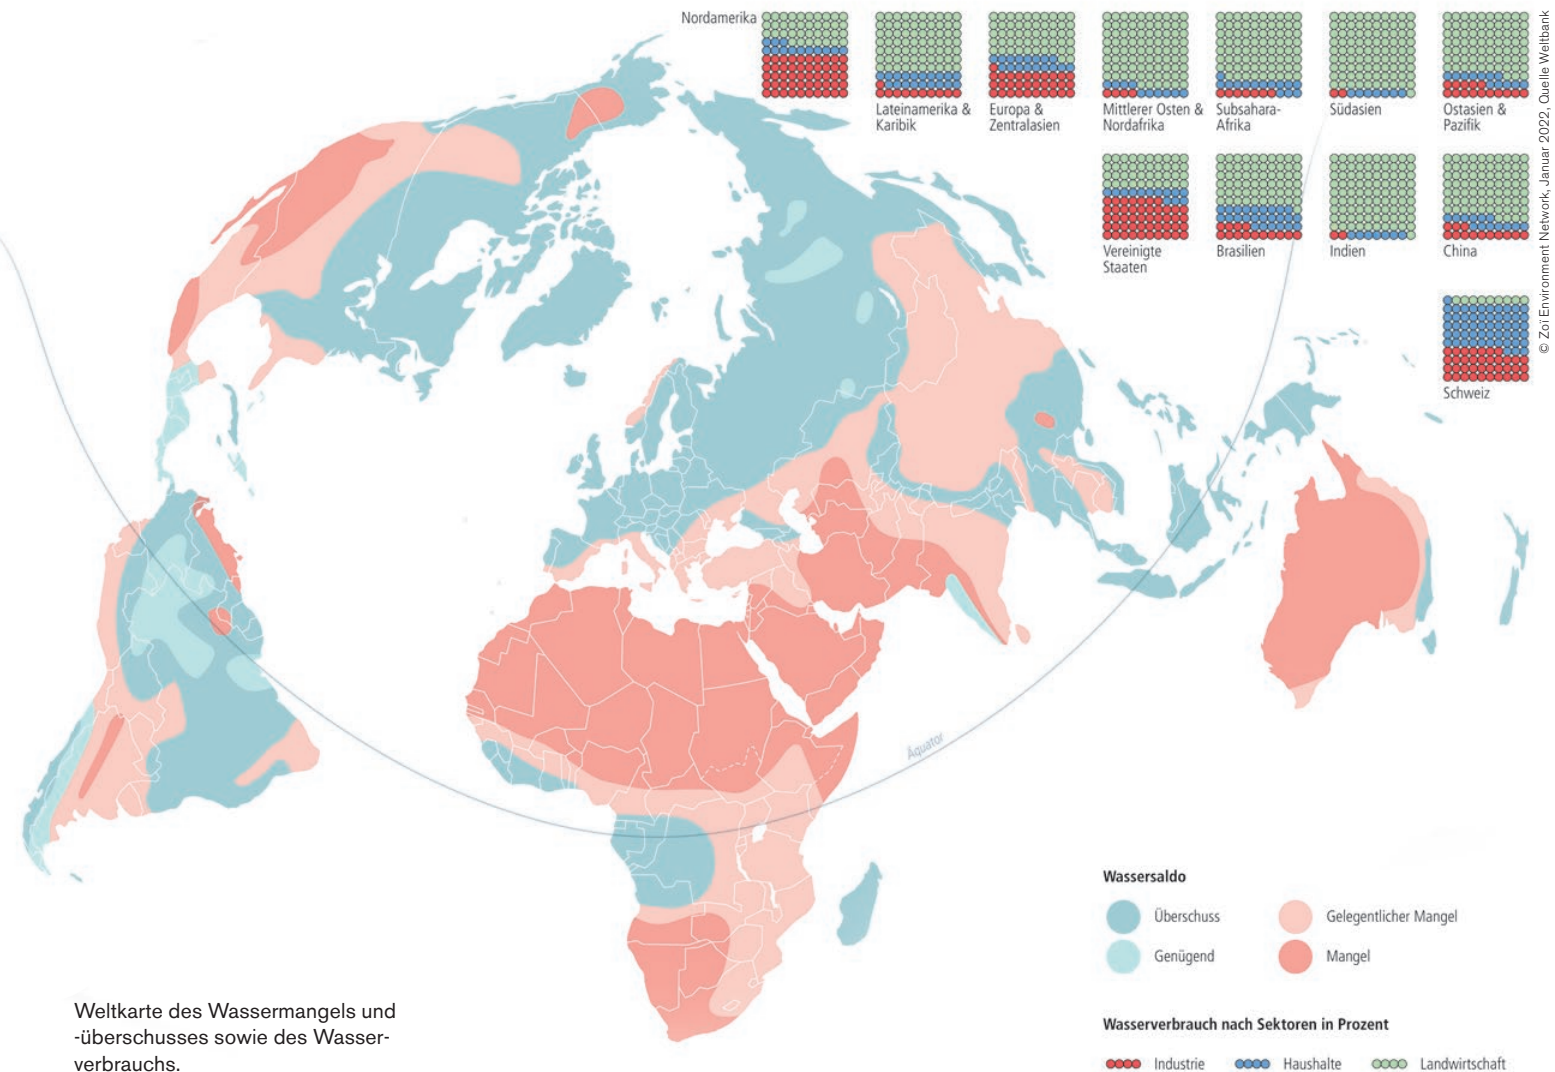 Nordamerika
Lateinamerika &
Karibik
Europa &
Zentralasien
Mittlerer Osten &
Nordafrika
Subsahara-
Afrika
Südasien
Ostasien &
Pazifik
Vereinigte
Staaten
Brasilien
Indien
China
Schweiz
© Zoï Environment Network, Januar 2022, Quelle Weltbank
Äquator
Wassersaldo
Überschuss
Gelegentlicher Mangel
Genügend
Mangel
Wasserverbrauch nach Sektoren in Prozent
Industrie
Haushalte
Landwirtschaft
Weltkarte des Wassermangels und
-überschusses sowie des Wasser-
verbrauchs.